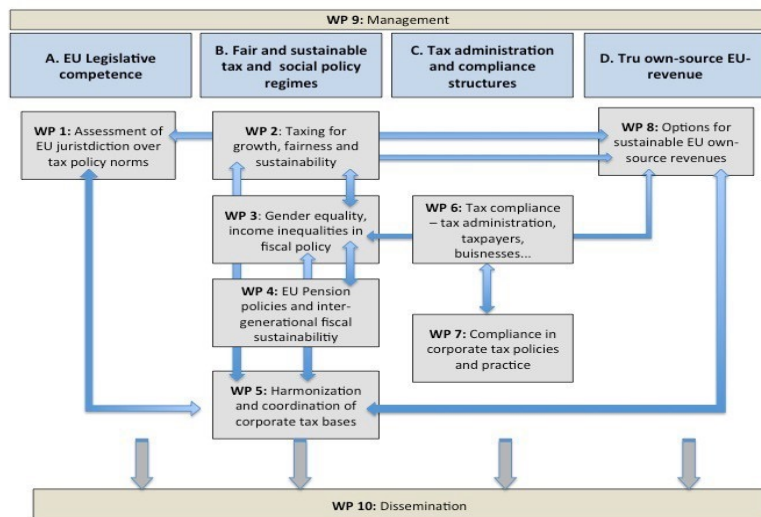 WP 9: Management
A. EU Legislative
competence
B. Fair and sustainable
tax and social policy
regimes
C. Tax administration
and compliance
structures
D. Tru own-source EU-
revenue
WP 1: Assessment of
EU juristdiction over
tax policy norms
WP 2: Taxing for
growth, fairness and
sustainability
WP 8: Options for
sustainable EU own-
source revenues
WP 3: Gender equality,
income inequalities in
fiscal policy
WP 6: Tax compliance
– tax administration,
taxpayers,
buisnesses...
WP 4: EU Pension
policies and inter-
generational fiscal
sustainability
WP 7: Compliance in
corporate tax policies
and practice
WP 5: Harmonization
and coordination of
corporate tax bases
WP 10: Dissemination